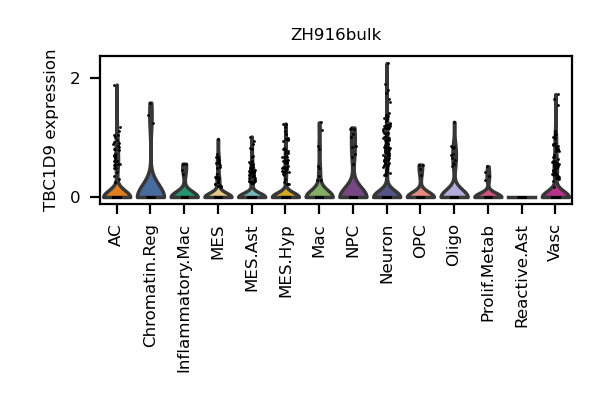 ZH916bulk
TBC1D9 expression
2
0
AC
Chromatin.Reg
Inflammatory.Mac
MES
MES.Ast
MES.Hyp
Mac
NPC
Neuron
OPC
Oligo
Prolif.Metab
Reactive.Ast
Vasc